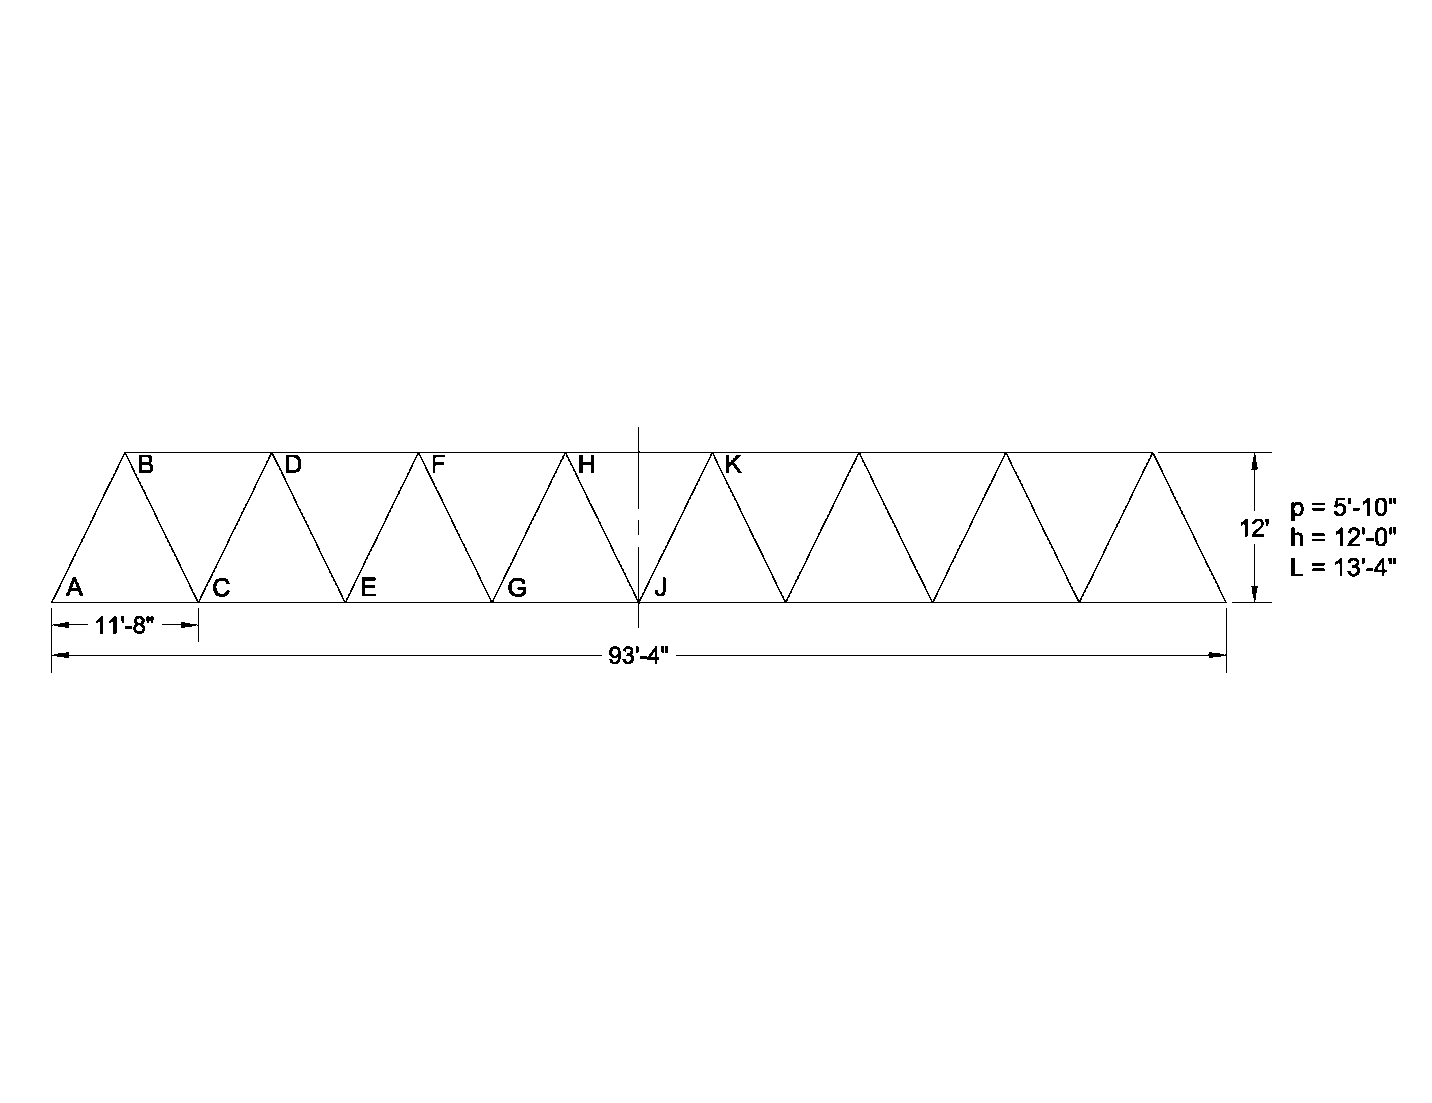 B
D
F
H
K
p = 5'-10"
12'
h = 12'-0"
L = 13'-4"
A
C
E
G
J
11'-8"
93'-4"